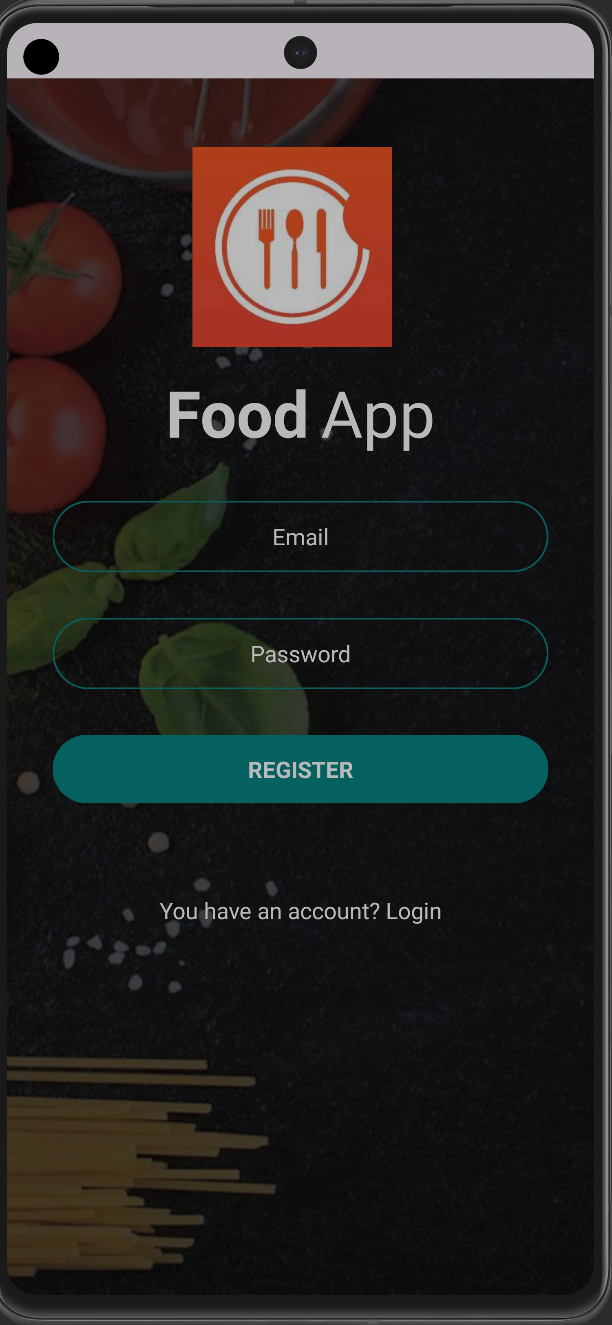 Food App
Email
Password
REGISTER
You have an account? Login